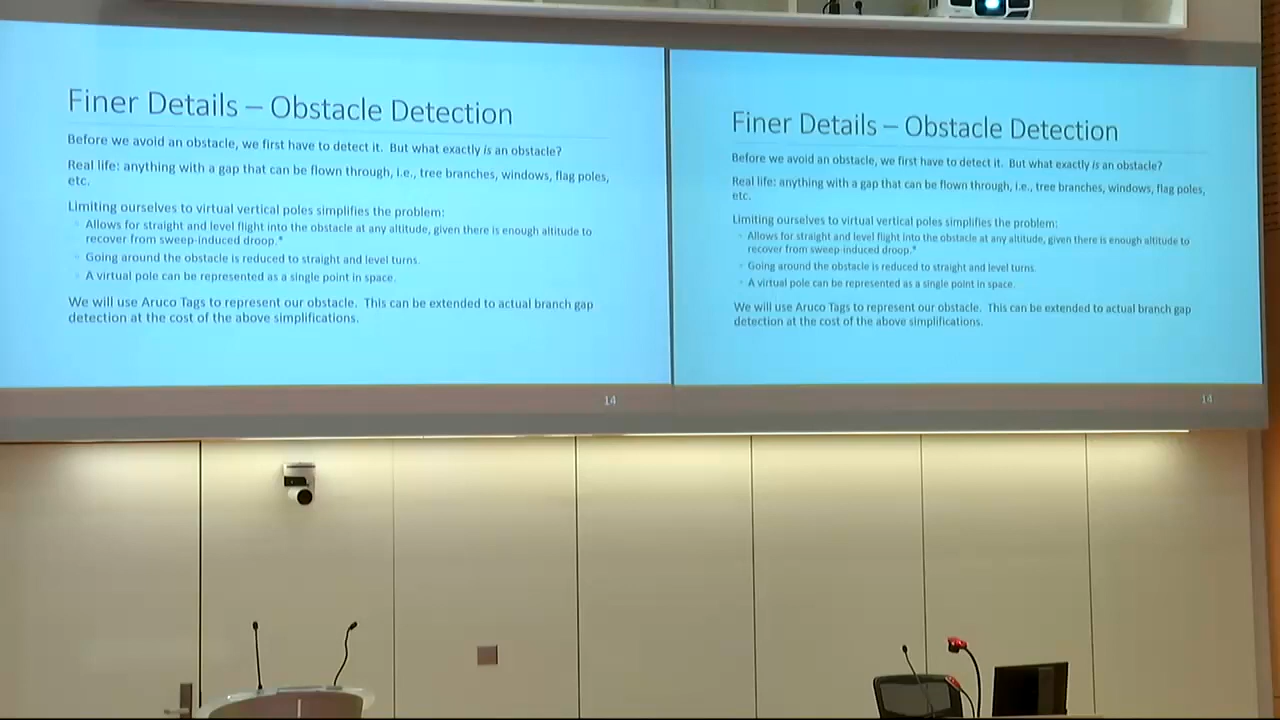 Finer Details – Obstacle Detection
Before we avoid an obstacle, we first have to detect it. But what exactly is an obstacle?
Real life: anything with a gap that can be flown through, i.e., tree branches, windows, flag poles,
etc.
Limiting ourselves to virtual vertical poles simplifies the problem:
Allows for straight and level flight into the obstacle at any altitude, given there is enough altitude to
recover from sweep-induced droop.*
Going around the obstacle is reduced to straight and level turns.
A virtual pole can be represented as a single point in space.
We will use Aruco Tags to represent our obstacle. This can be extended to actual branch gap
detection at the cost of the above simplifications.
14
Finer Details – Obstacle Detection
Before we avoid an obstacle, we first have to detect it. But what exactly is an obstacle?
Real life: anything with a gap that can be flown through, i.e., tree branches, windows, flag poles,
etc.
Limiting ourselves to virtual vertical poles simplifies the problem:
Allows for straight and level flight into the obstacle at any altitude, given there is enough altitude to
recover from sweep-induced droop.*
Going around the obstacle is reduced to straight and level turns.
A virtual pole can be represented as a single point in space.
We will use Aruco Tags to represent our obstacle. This can be extended to actual branch gap
detection at the cost of the above simplifications.
14